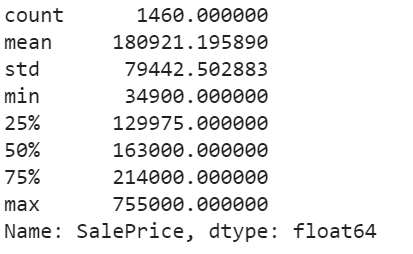 count 1460.000000
mean 180921.195890
std 79442.502883
min 34900.000000
25% 129975.000000
50% 163000.000000
75% 214000.000000
max 755000.000000
Name: SalePrice, dtype: float64